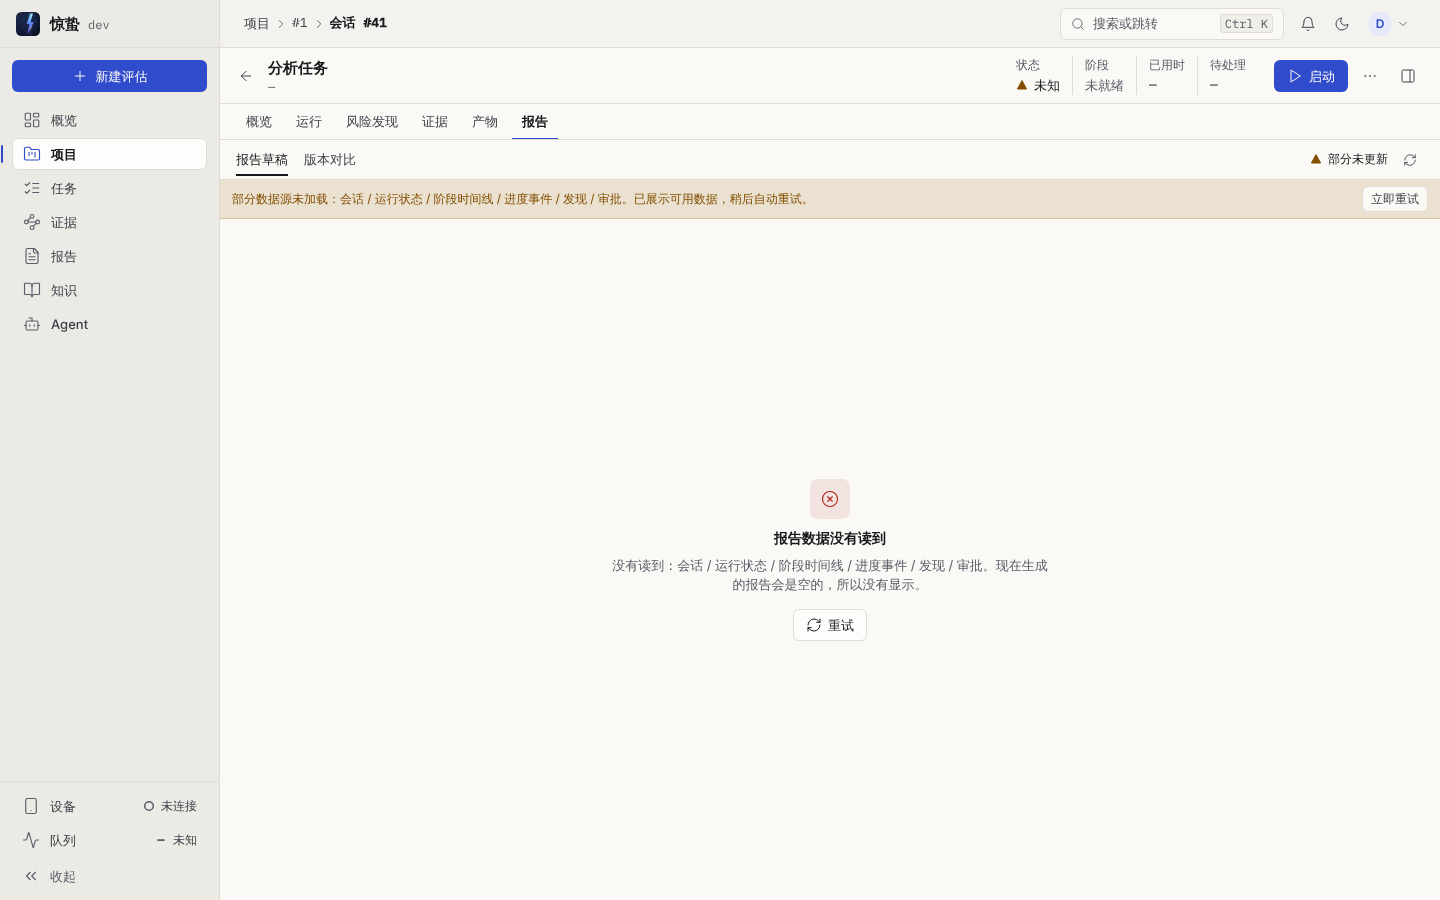 惊蛰 dev
项目 #1 会话 #41
搜索或跳转 Ctrl K
D
新建评估
概览
项目
任务
证据
报告
知识
Agent
设备 未连接
队列 – 未知
收起
分析任务
–
状态
未知
阶段
未就绪
已用时
–
待处理
–
启动
概览 运行 风险发现 证据 产物 报告
报告草稿 版本对比
部分未更新
部分数据源未加载：会话 / 运行状态 / 阶段时间线 / 进度事件 / 发现 / 审批。已展示可用数据，稍后自动重试。
立即重试
报告数据没有读到
没有读到：会话 / 运行状态 / 阶段时间线 / 进度事件 / 发现 / 审批。现在生成
的报告会是空的，所以没有显示。
重试